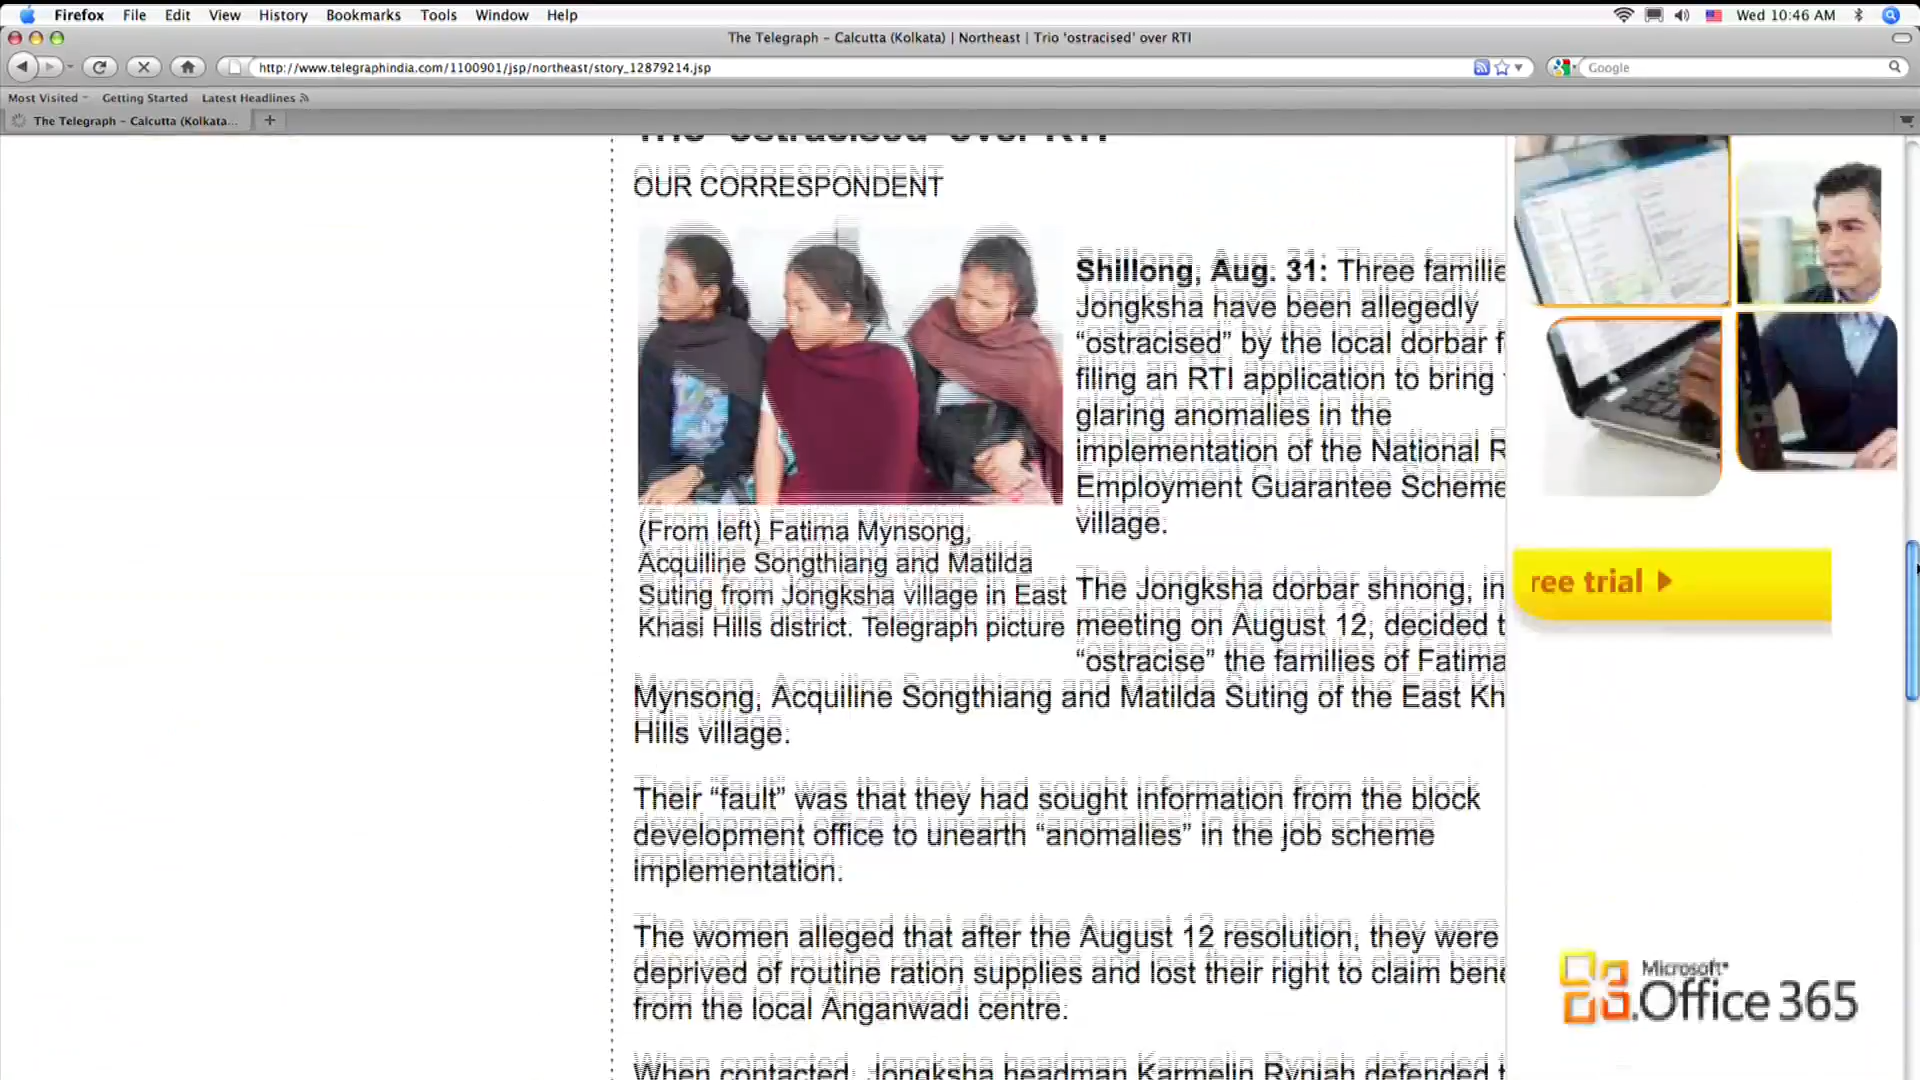 Firefox File Edit View History Bookmarks Tools Window Help Wed 10:46 AM
The Telegraph - Calcutta (Kolkata) | Northeast | Trio 'ostracised' over RTI
http://www.telegraphindia.com/1100901/jsp/northeast/story_12879214.jsp Google
Most Visited Getting Started Latest Headlines
The Telegraph - Calcutta (Kolkata...
OUR CORRESPONDENT
Shillong, Aug. 31: Three familie
Jongksha have been allegedly
“ostracised” by the local dorbar f
filing an RTI application to bring
glaring anomalies in the
implementation of the National R
Employment Guarantee Scheme
village.
(From left) Fatima Mynsong,
Acquiline Songthiang and Matilda
Suting from Jongksha village in East
Khasi Hills district. Telegraph picture
The Jongksha dorbar shnong, in
meeting on August 12, decided t
“ostracise” the families of Fatima
Mynsong, Acquiline Songthiang and Matilda Suting of the East Kh
Hills village.
Their “fault” was that they had sought information from the block
development office to unearth “anomalies” in the job scheme
implementation.
The women alleged that after the August 12 resolution, they were
deprived of routine ration supplies and lost their right to claim bene
from the local Anganwadi centre.
When contacted, Jongksha headman Karmelin Ryniah defended t
ree trial
Microsoft
Office 365